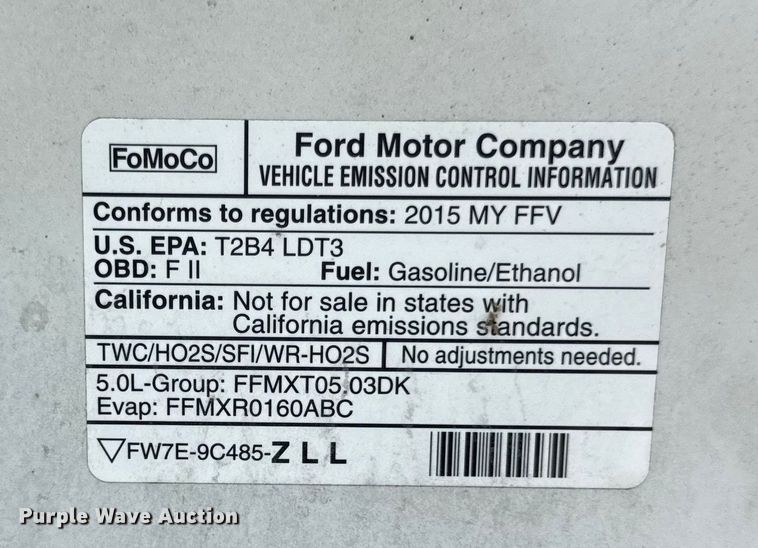 FoMoCo
Ford Motor Company
VEHICLE EMISSION CONTROL INFORMATION
Conforms to regulations: 2015 MY FFV
U.S. EPA: T2B4 LDT3
OBD: F II Fuel: Gasoline/Ethanol
California: Not for sale in states with
California emissions standards.
TWC/HO2S/SFI/WR-HO2S No adjustments needed.
5.0L-Group: FFMXT05.03DK
Evap: FFMXR0160ABC
FW7E-9C485-ZLL
Purple Wave Auction